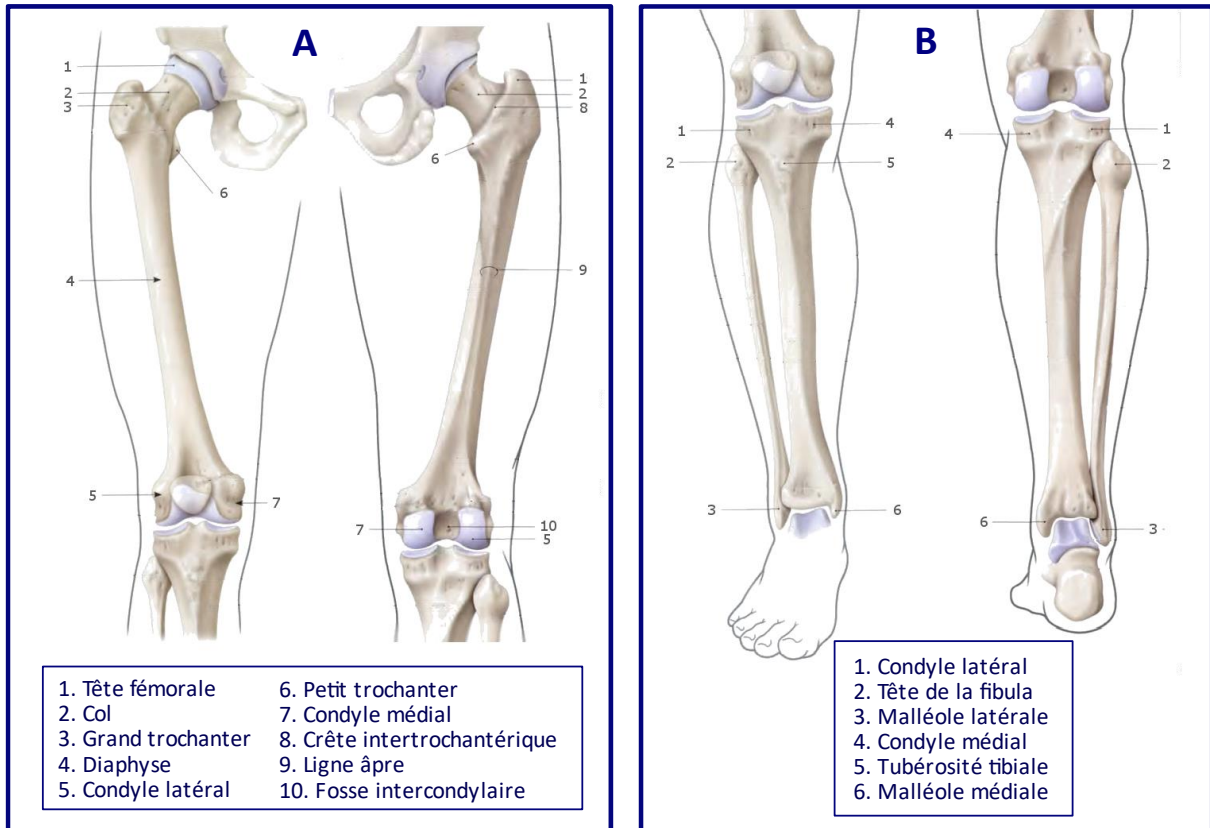 A
1
2
3
6
4
5
7
1
2
8
6
9
7
10
5
1. Tête fémorale
2. Col
3. Grand trochanter
4. Diaphyse
5. Condyle latéral
6. Petit trochanter
7. Condyle médial
8. Crête intertrochantérique
9. Ligne âpre
10. Fosse intercondylaire
B
1
4
2
5
3
6
4
1
2
6
3
1. Condyle latéral
2. Tête de la fibula
3. Malléole latérale
4. Condyle médial
5. Tubérosité tibiale
6. Malléole médiale